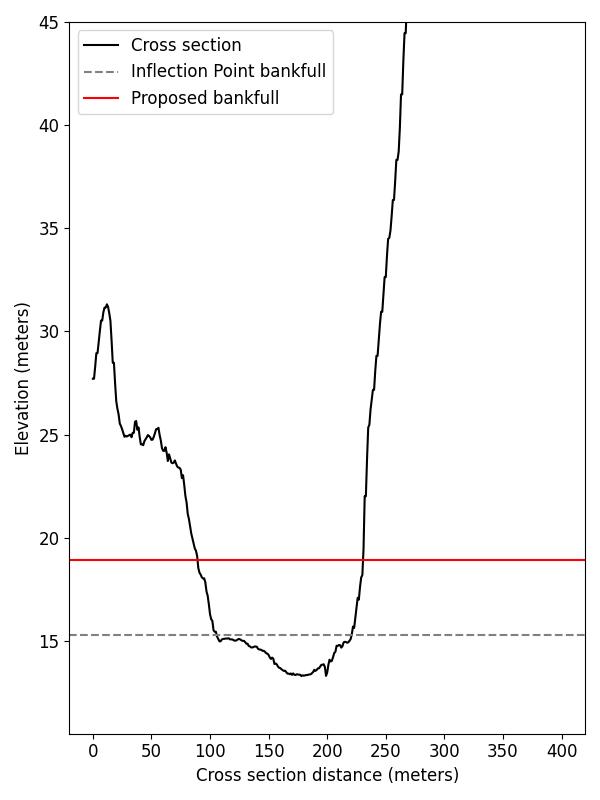 Cross section
Inflection Point bankfull
Proposed bankfull
45
40
35
30
25
20
15
Elevation (meters)
0 50 100 150 200 250 300 350 400
Cross section distance (meters)